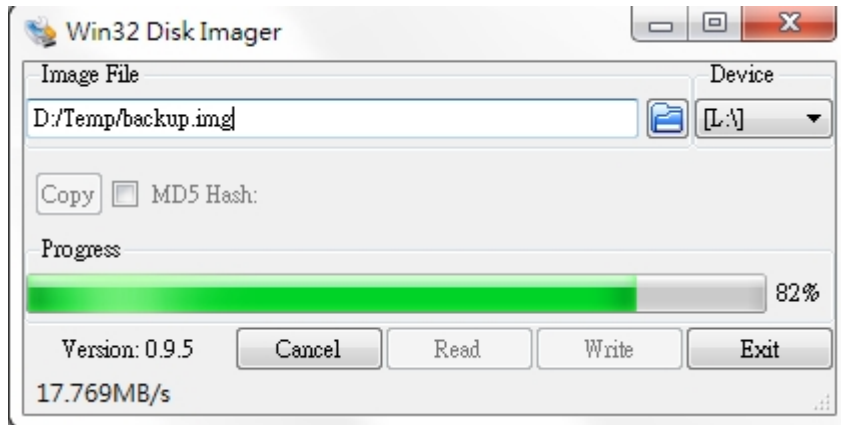 Win32 Disk Imager
Image File
Device
D:/Temp/backup.img
[L:\]
Copy
MD5 Hash:
Progress
82%
Version: 0.9.5
Cancel
Read
Write
Exit
17.769MB/s